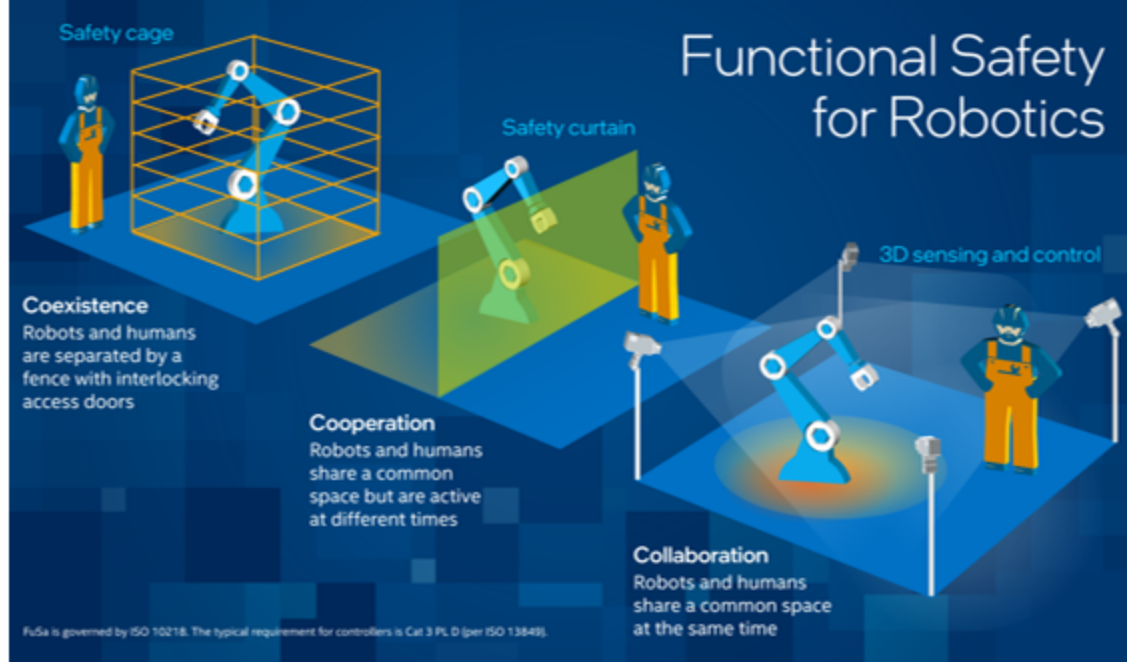 Safety cage
Functional Safety
for Robotics
Safety curtain
3D sensing and control
Coexistence
Robots and humans
are separated by a
fence with interlocking
access doors
Cooperation
Robots and humans
share a common
space but are active
at different times
Collaboration
Robots and humans
share a common space
at the same time
FuSa is governed by ISO 10218. The typical requirement for controllers is Cat 3 PL D (per ISO 13849).